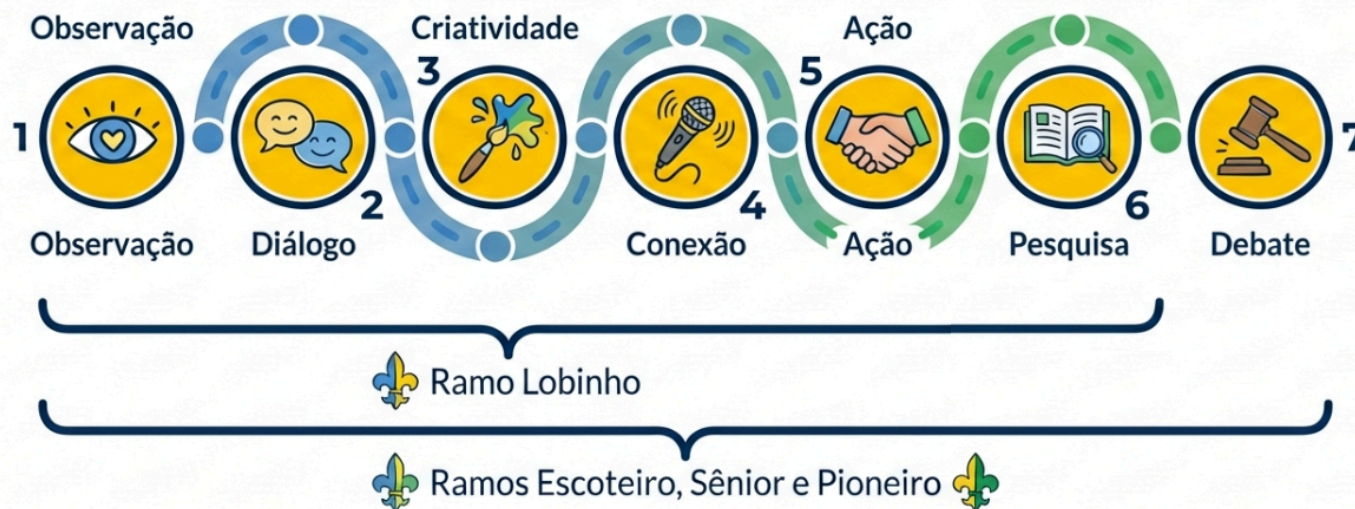 Observação Criatividade Ação
3 5
1 7
2 4 6
Observação Diálogo Conexão Ação Pesquisa Debate
Ramo Lobinho
Ramos Escoteiro, Sênior e Pioneiro